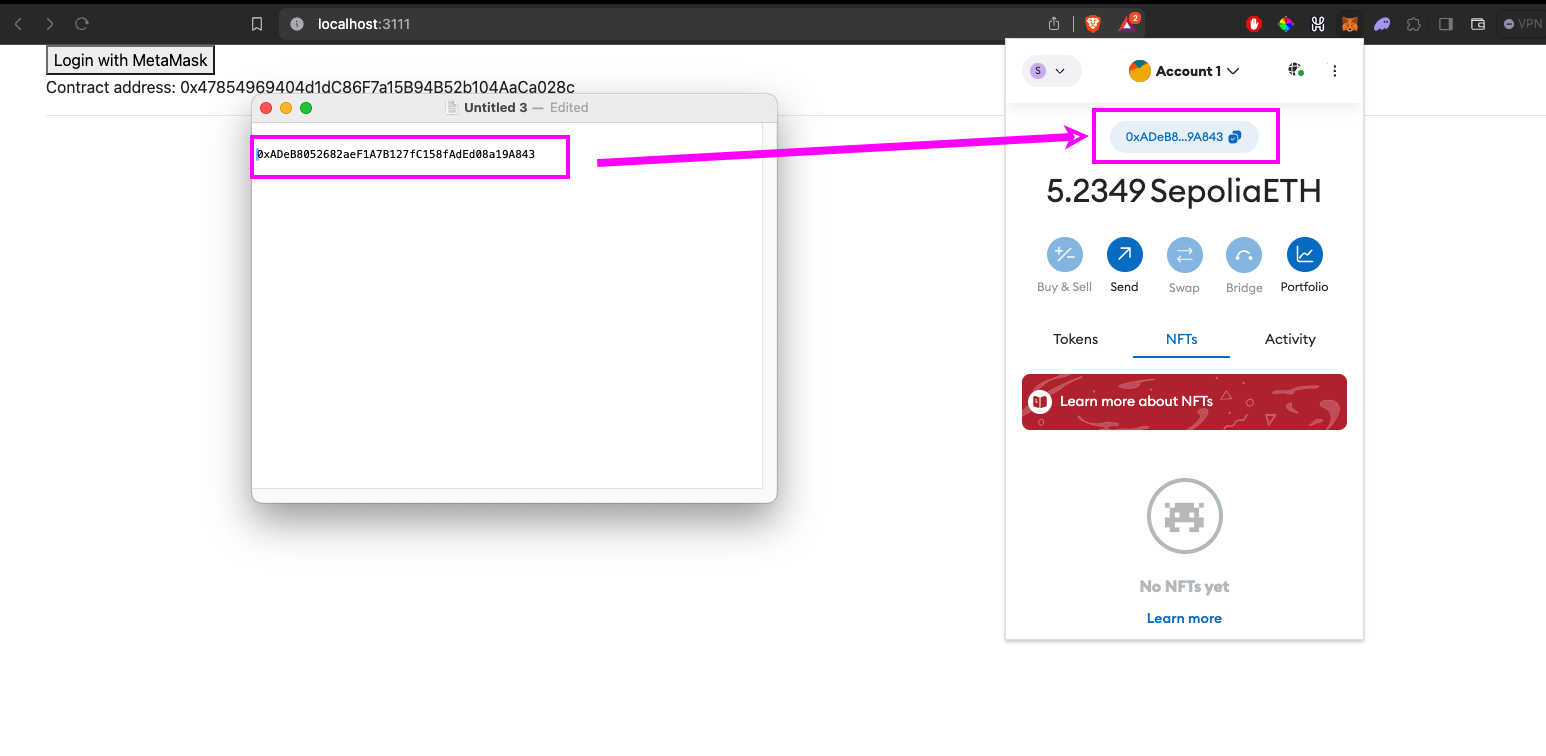 localhost:3111
2
VPN
Login with MetaMask
Contract address: 0x47854969404d1dC86F7a15B94B52b104AaCa028c
Untitled 3 — Edited
0xADeB8052682aeF1A7B127fC158fAdEd08a19A843
S
Account 1
0xADeB8...9A843
5.2349 SepoliaETH
Buy & Sell
Send
Swap
Bridge
Portfolio
Tokens
NFTs
Activity
Learn more about NFTs
No NFTs yet
Learn more